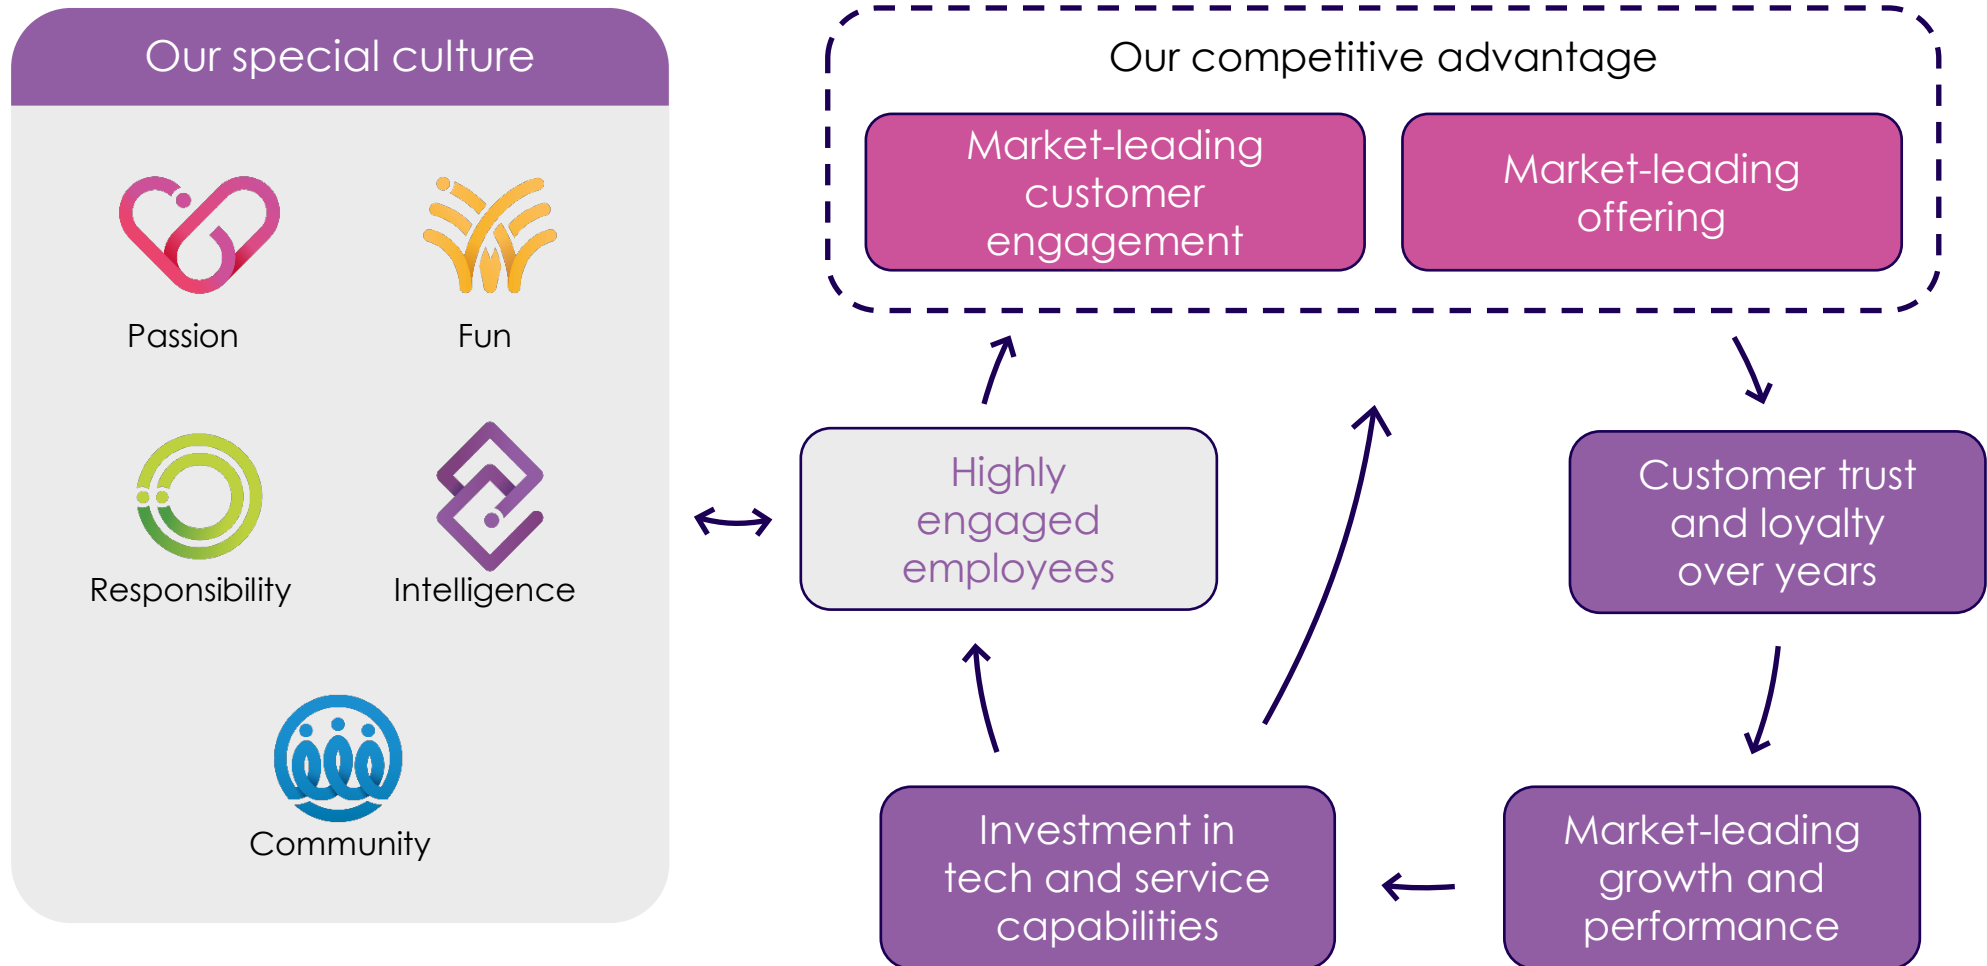 Our special culture
Passion
Fun
Responsibility
Intelligence
Community
Our competitive advantage
Market-leading
customer
engagement
Market-leading
offering
Highly
engaged
employees
Customer trust
and loyalty
over years
Investment in
tech and service
capabilities
Market-leading
growth and
performance